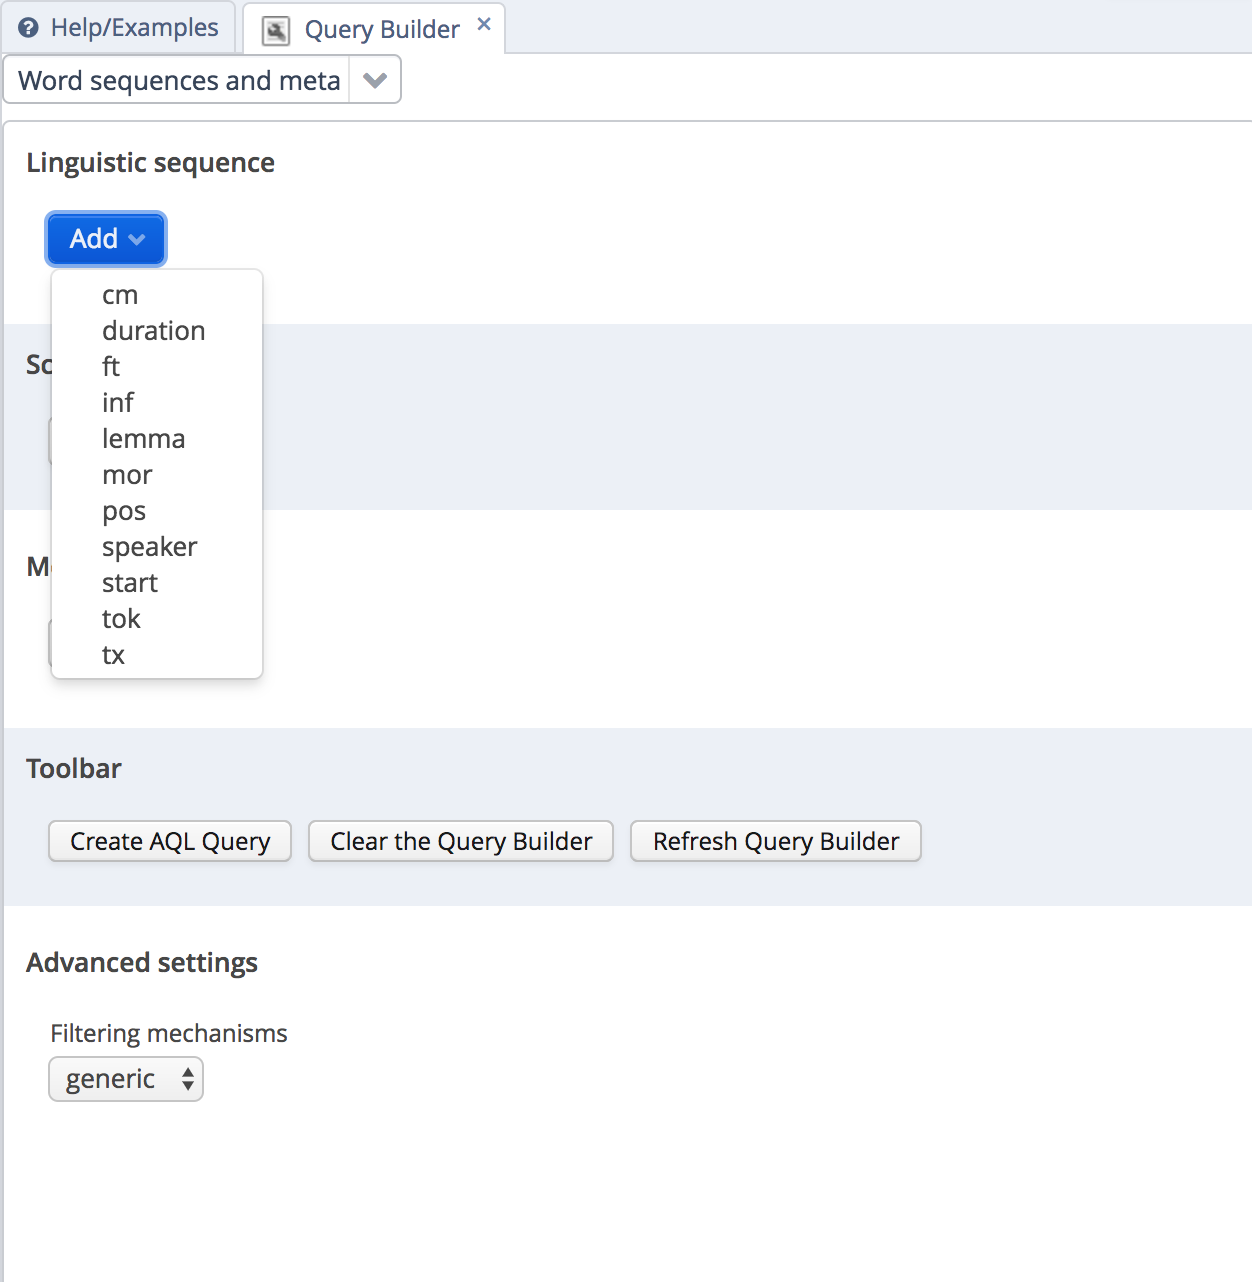 Help/Examples
Query Builder
Word sequences and meta
Linguistic sequence
Add
cm
duration
ft
inf
lemma
mor
pos
speaker
start
tok
tx
Toolbar
Create AQL Query
Clear the Query Builder
Refresh Query Builder
Advanced settings
Filtering mechanisms
generic